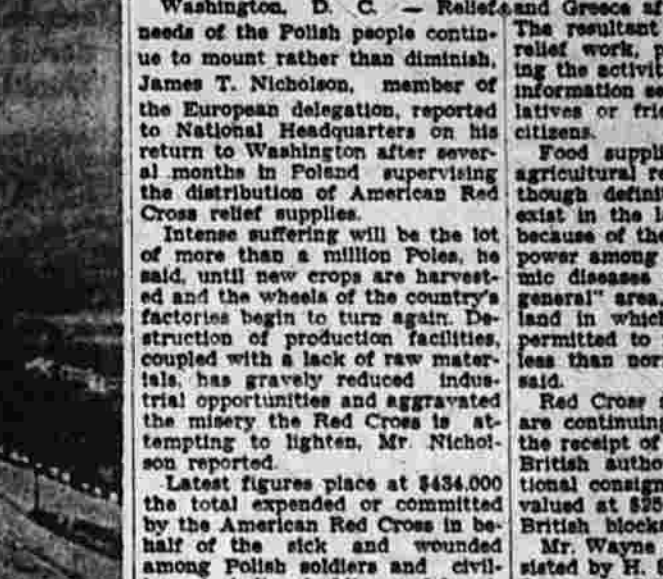 Washington, D. C. — Relief
needs of the Polish people contin-
ue to mount rather than diminish,
James T. Nicholson, member of
the European delegation, reported
to National Headquarters on his
return to Washington after sever-
al months in Poland supervising
the distribution of American Red
Cross relief supplies.
Intense suffering will be the lot
of more than a million Poles, he
said, until new crops are harvest-
ed and the wheels of the country's
factories begin to turn again. De-
struction of production facilities,
coupled with a lack of raw mater-
ials, has gravely reduced indus-
trial opportunities and aggravated
the misery the Red Cross is at-
tempting to lighten, Mr. Nichol-
son reported.
Latest figures place at $434,000
the total expended or committed
by the American Red Cross in be-
half of the sick and wounded
among Polish soldiers and civil-
and Greece af
The resultant
relief work, p
ing the activit
information se
latives or frie
citizens.
Food suppli
agricultural re
though defini
exist in the l
because of the
power among
mic diseases
general" area
land in which
permitted to
less than nor
said.
Red Cross
are continuing
the receipt of
British autho
tional consign
valued at $25
British block
Mr. Wayne
sisted by H.